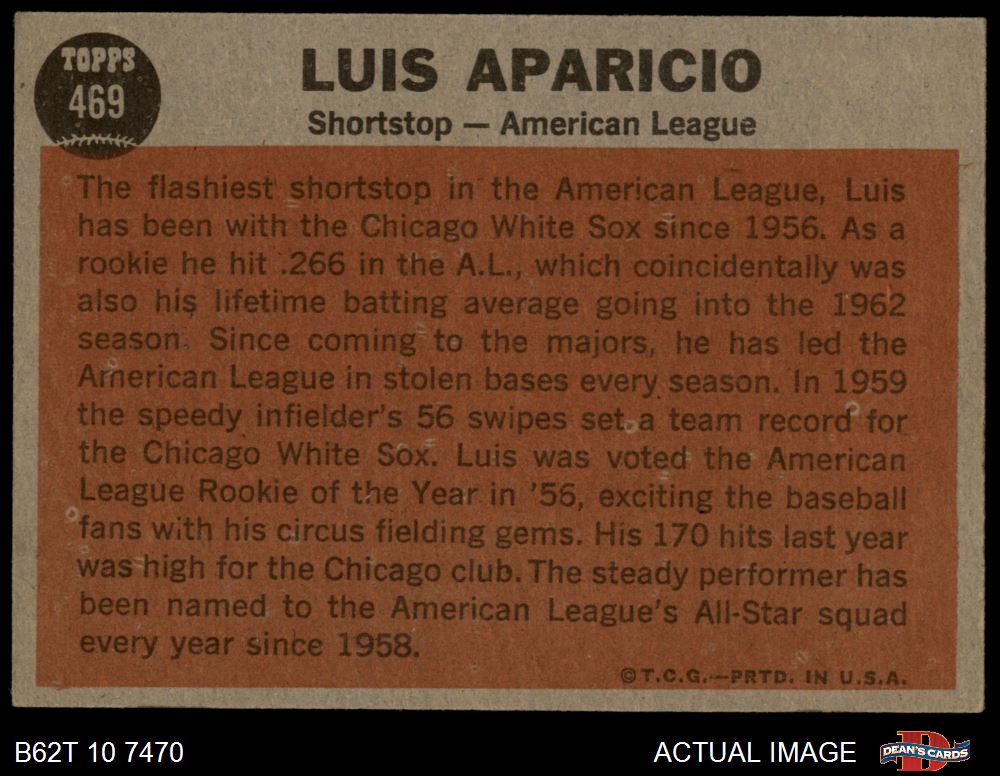 TOPPS
469
LUIS APARICIO
Shortstop — American League
The flashiest shortstop in the American League, Luis
has been with the Chicago White Sox since 1956. As a
rookie he hit .266 in the A.L., which coincidentally was
also his lifetime batting average going into the 1962
season. Since coming to the majors, he has led the
American League in stolen bases every season. In 1959
the speedy infielder's 56 swipes set a team record for
the Chicago White Sox. Luis was voted the American
League Rookie of the Year in '56, exciting the baseball
fans with his circus fielding gems. His 170 hits last year
was high for the Chicago club. The steady performer has
been named to the American League's All-Star squad
every year since 1958.
©T.C.G.—PRTD. IN U.S.A.
B62T 10 7470
ACTUAL IMAGE
D
DEAN'S CARDS